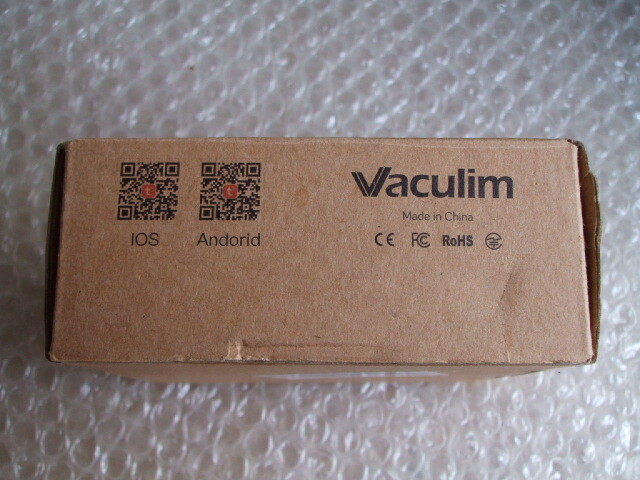 IOS
Andorid
Vaculim
Made in China
CE FC RoHS